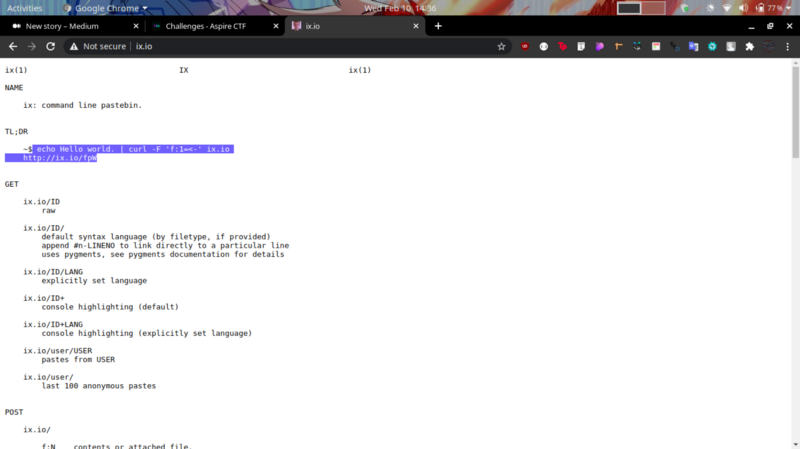 Activities Google Chrome Wed Feb 10, 14:36 77 %
New story – Medium Challenges - Aspire CTF ix.io
Not secure ix.io
ix(1) IX ix(1)
NAME
ix: command line pastebin.
TL;DR
~$ echo Hello world. | curl -F 'f:1=<-' ix.io
http://ix.io/fpW
GET
ix.io/ID
raw
ix.io/ID/
default syntax language (by filetype, if provided)
append #n-LINENO to link directly to a particular line
uses pygments, see pygments documentation for details
ix.io/ID/LANG
explicitly set language
ix.io/ID+
console highlighting (default)
ix.io/ID+LANG
console highlighting (explicitly set language)
ix.io/user/USER
pastes from USER
ix.io/user/
last 100 anonymous pastes
POST
ix.io/
f:N contents or attached file.